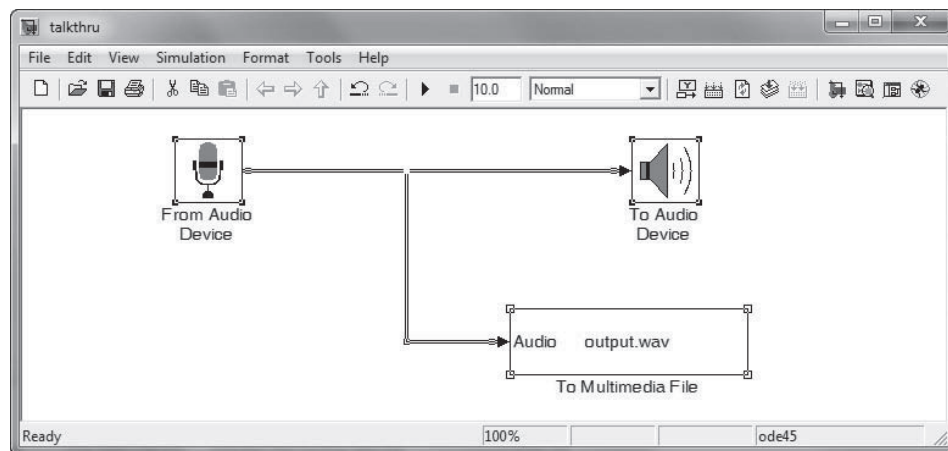 talkthru
File Edit View Simulation Format Tools Help
10.0 Normal
From Audio
Device
To Audio
Device
Audio output.wav
To Multimedia File
Ready 100% ode45